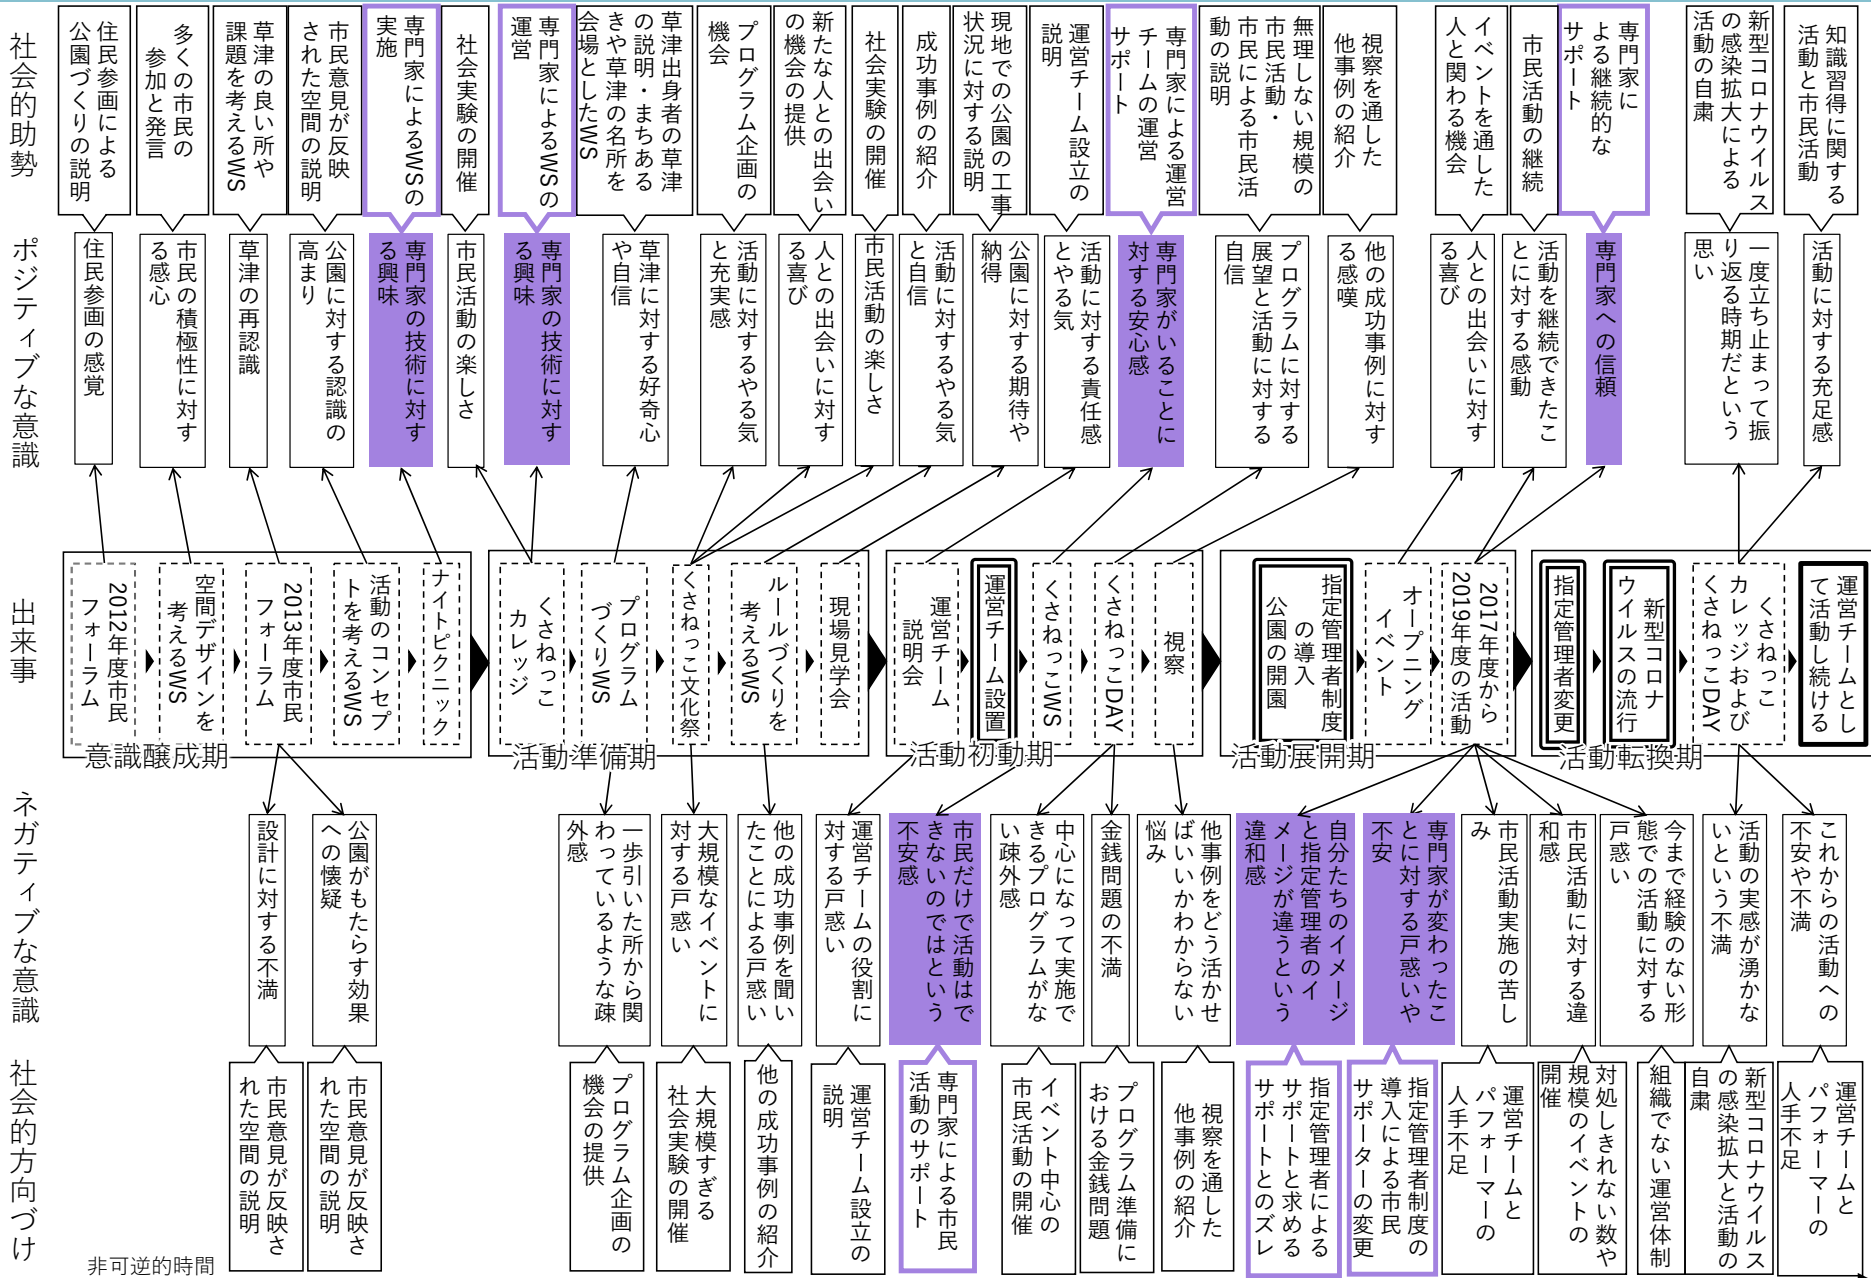 社会的助勢
住民参画による
公園づくりの説明
多くの市民の
参加と発言
草津の良い所や
課題を考えるWS
市民意見が反映
された空間の説明
専門家によるWSの
実施
社会実験の開催
専門家によるWSの
運営
草津出身者の草津
の説明・まちある
きや草津の名所を
会場としたWS
プログラム企画の
機会
新たな人との出会い
の機会の提供
社会実験の開催
成功事例の紹介
現地での公園の工事
状況に対する説明
運営チーム設立の
説明
専門家による運営
チームの運営
サポート
無理しない規模の
市民活動・
市民による市民活
動の説明
視察を通した
他事例の紹介
イベントを通した
人と関わる機会
市民活動の継続
専門家に
よる継続的な
サポート
新型コロナウイルス
の感染拡大による
活動の自粛
知識習得に関する
活動と市民活動
ポジティブな意識
住民参画の感覚
市民の積極性に対す
る感心
草津の再認識
公園に対する認識の
高まり
専門家の技術に対す
る興味
市民活動の楽しさ
専門家の技術に対す
る興味
草津に対する好奇心
や自信
活動に対するやる気
と充実感
人との出会いに対す
る喜び
市民活動の楽しさ
活動に対するやる気
と自信
公園に対する期待や
納得
活動に対する責任感
とやる気
専門家がいることに
対する安心感
プログラムに対する
展望と活動に対する
自信
他の成功事例に対す
る感嘆
人との出会いに対す
る喜び
活動を継続できたこ
とに対する感動
専門家への信頼
一度立ち止まって振
り返る時期だという
思い
活動に対する充足感
出来事
2012年度市民
フォーラム
空間デザインを
考えるWS
2013年度市民
フォーラム
活動のコンセプ
トを考えるWS
ナイトピクニック
意識醸成期
くさねっこ
カレッジ
プログラム
づくりWS
くさねっこ文化祭
ルールづくりを
考えるWS
現場見学会
活動準備期
運営チーム
説明会
運営チーム設置
くさねっこWS
くさねっこDAY
視察
活動初動期
指定管理者制度
の導入
公園の開園
オープニング
イベント
2017年度から
2019年度の活動
活動展開期
指定管理者変更
新型コロナ
ウイルスの流行
くさねっこ
カレッジおよび
くさねっこDAY
運営チームとし
て活動し続ける
活動転換期
ネガティブな意識
設計に対する不満
公園がもたらす効果
への懐疑
一歩引いた所から関
わっているような疎
外感
大規模なイベントに
対する戸惑い
他の成功事例を聞い
たことによる戸惑い
運営チームの役割に
対する戸惑い
市民だけで活動はで
きないのではという
不安感
中心になって実施で
きるプログラムがな
い疎外感
金銭問題の不満
他事例をどう活かせ
ばいいかわからない
悩み
自分たちのイメージ
と指定管理者のイ
メージが違うという
違和感
専門家が変わったこ
とに対する戸惑いや
不安
市民活動実施の苦し
み
市民活動に対する違
和感
今まで経験のない形
態での活動に対する
戸惑い
活動の実感が湧かな
いという不満
これからの活動への
不安や不満
社会的方向づけ
市民意見が反映さ
れた空間の説明
市民意見が反映さ
れた空間の説明
プログラム企画の
機会の提供
大規模すぎる
社会実験の開催
他の成功事例の紹介
運営チーム設立の
説明
専門家による市民
活動のサポート
イベント中心の
市民活動の開催
プログラム準備に
おける金銭問題
視察を通した
他事例の紹介
指定管理者による
サポートと求める
サポートとのズレ
指定管理者制度の
導入による市民
サポーターの変更
運営チームと
パフォーマーの
人手不足
対処しきれない数や
規模のイベントの
開催
組織でない運営体制
新型コロナウイルス
の感染拡大と活動の
自粛
運営チームと
パフォーマーの
人手不足
非可逆的時間